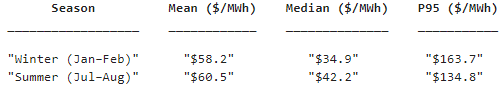 Season Mean ($/MWh) Median ($/MWh) P95 ($/MWh)
"Winter (Jan-Feb)" "$58.2" "$34.9" "$163.7"
"Summer (Jul-Aug)" "$60.5" "$42.2" "$134.8"